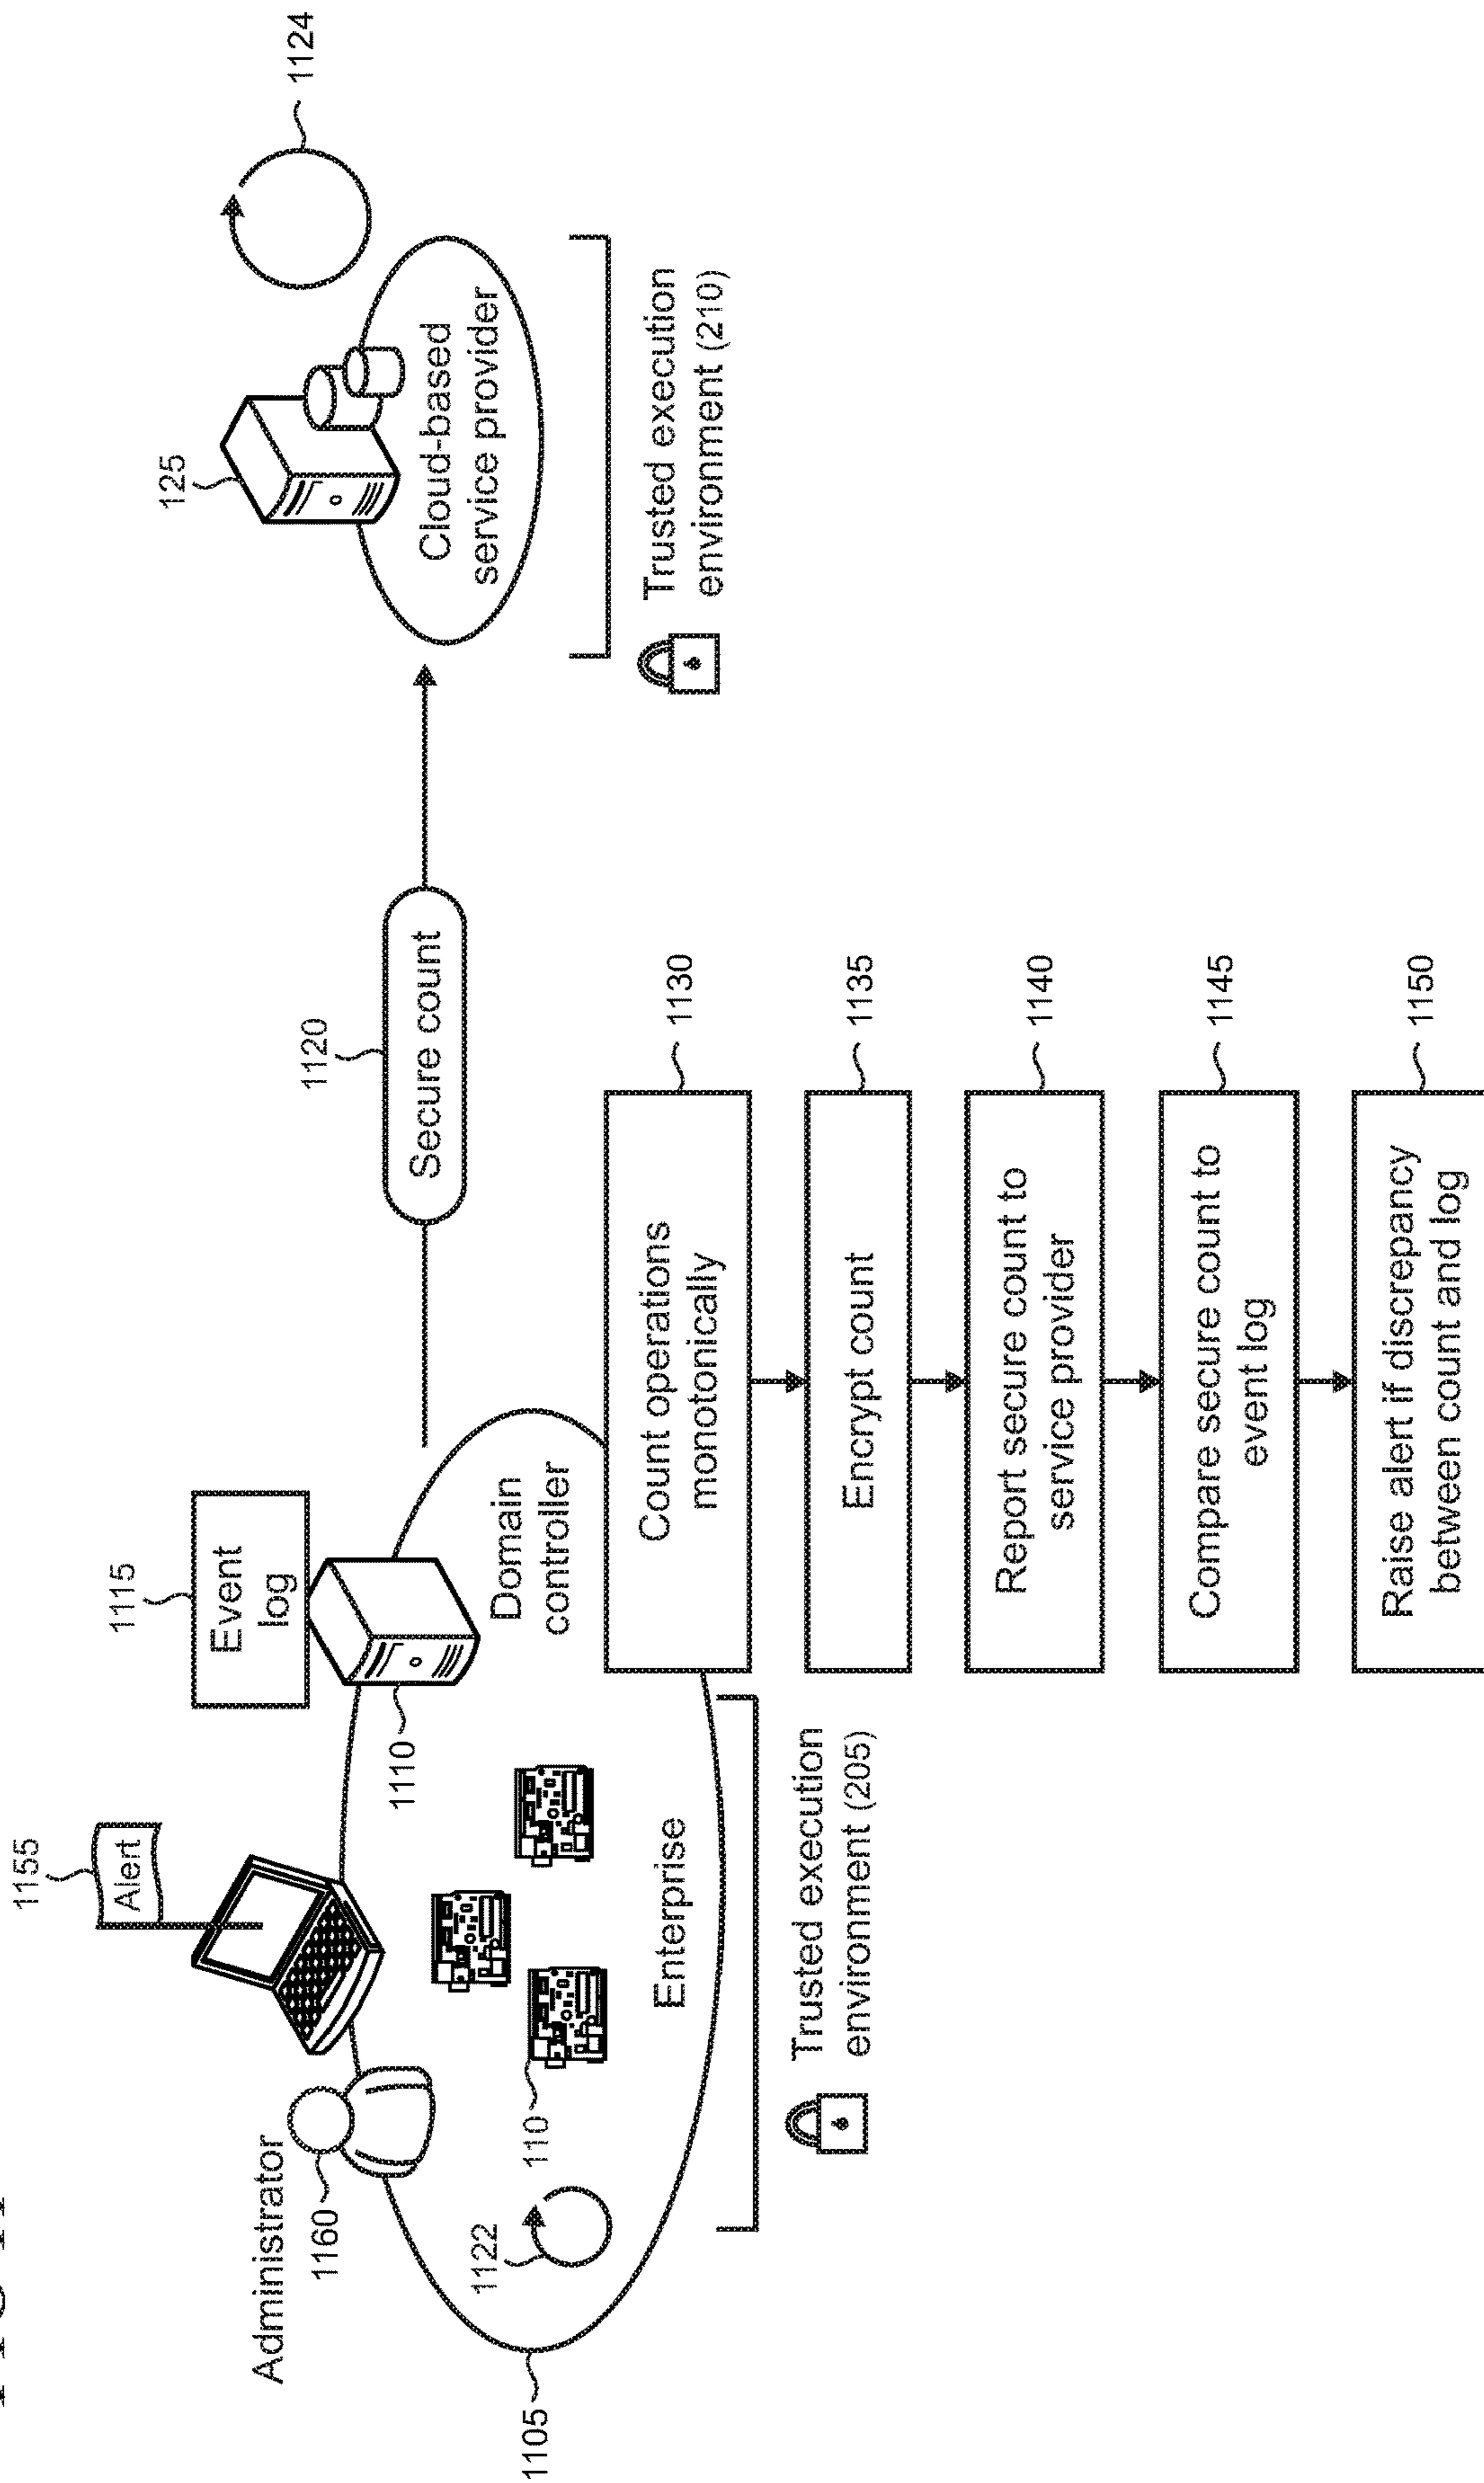 1155
Alert
Administrator
1160
1115
Event
log
1110
Domain
controller
1122
110
Enterprise
1105
Trusted execution
environment (205)
1120
Secure count
125
1124
Cloud-based
service provider
Trusted execution
environment (210)
Count operations
monotonically
1130
Encrypt count
1135
Report secure count to
service provider
1140
Compare secure count to
event log
1145
Raise alert if discrepancy
between count and log
1150